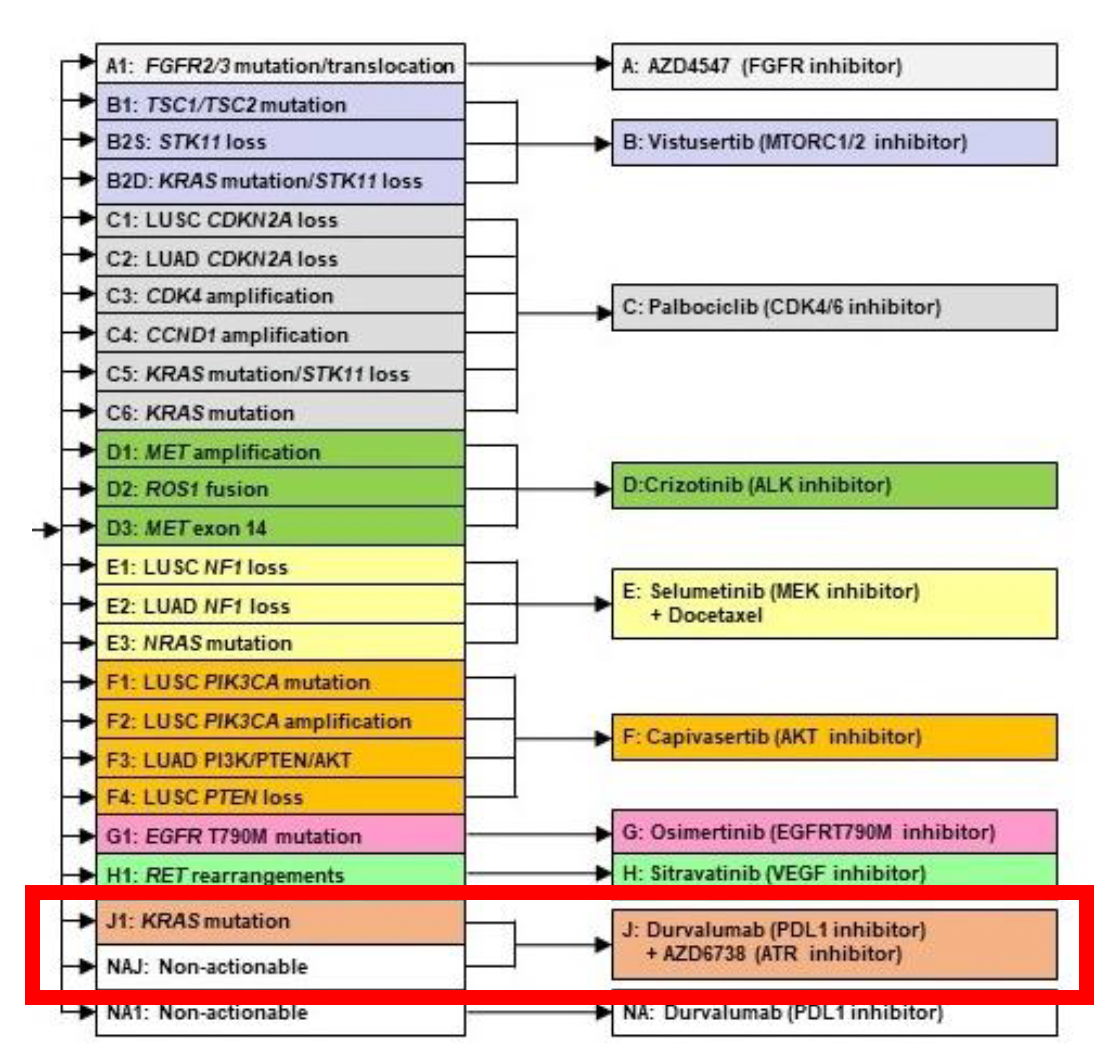 A1: FGFR2/3 mutation/translocation
A: AZD4547 (FGFR inhibitor)
B1: TSC1/TSC2 mutation
B2S: STK11 loss
B2D: KRAS mutation/STK11 loss
B: Vistusertib (MTORC1/2 inhibitor)
C1: LUSC CDKN2A loss
C2: LUAD CDKN2A loss
C3: CDK4 amplification
C4: CCND1 amplification
C5: KRAS mutation/STK11 loss
C6: KRAS mutation
C: Palbociclib (CDK4/6 inhibitor)
D1: MET amplification
D2: ROS1 fusion
D3: MET exon 14
D:Crizotinib (ALK inhibitor)
E1: LUSC NF1 loss
E2: LUAD NF1 loss
E3: NRAS mutation
E: Selumetinib (MEK inhibitor)
+ Docetaxel
F1: LUSC PIK3CA mutation
F2: LUSC PIK3CA amplification
F3: LUAD PI3K/PTEN/AKT
F4: LUSC PTEN loss
F: Capivasertib (AKT inhibitor)
G1: EGFR T790M mutation
G: Osimertinib (EGFRT790M inhibitor)
H1: RET rearrangements
H: Sitravatinib (VEGF inhibitor)
J1: KRAS mutation
NAJ: Non-actionable
J: Durvalumab (PDL1 inhibitor)
+ AZD6738 (ATR inhibitor)
NA1: Non-actionable
NA: Durvalumab (PDL1 inhibitor)